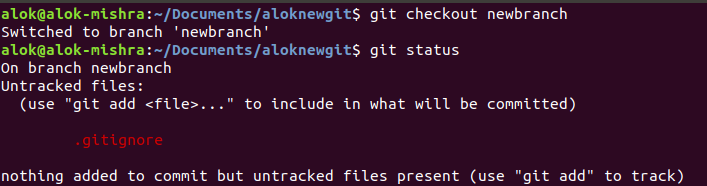 alok@alok-mishra:~/Documents/aloknewgit$ git checkout newbranch
Switched to branch 'newbranch'
alok@alok-mishra:~/Documents/aloknewgit$ git status
On branch newbranch
Untracked files:
  (use "git add <file>..." to include in what will be committed)
        .gitignore
nothing added to commit but untracked files present (use "git add" to track)